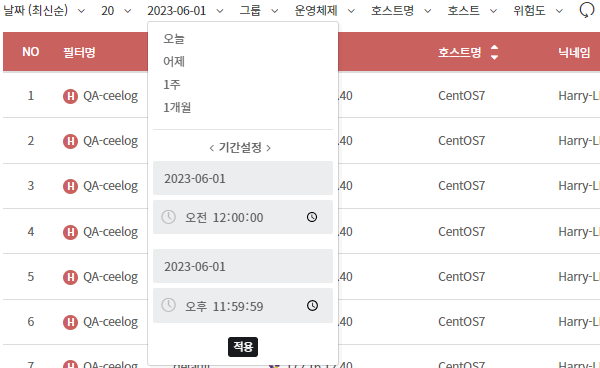 날짜 (최신순) 20 2023-06-01 그룹 운영체제 호스트명 호스트 위험도
NO 필터명 호스트명 닉네임
오늘
어제
1주
1개월
< 기간설정 >
2023-06-01
오전 12:00:00
2023-06-01
오후 11:59:59
적용
1 H QA-ceelog .40 CentOS7 Harry-L
2 H QA-ceelog .40 CentOS7 Harry-L
3 H QA-ceelog .40 CentOS7 Harry-L
4 H QA-ceelog .40 CentOS7 Harry-L
5 H QA-ceelog .40 CentOS7 Harry-L
6 H QA-ceelog .40 CentOS7 Harry-L
7 H QA-ceelog CentOS7 Harry-L